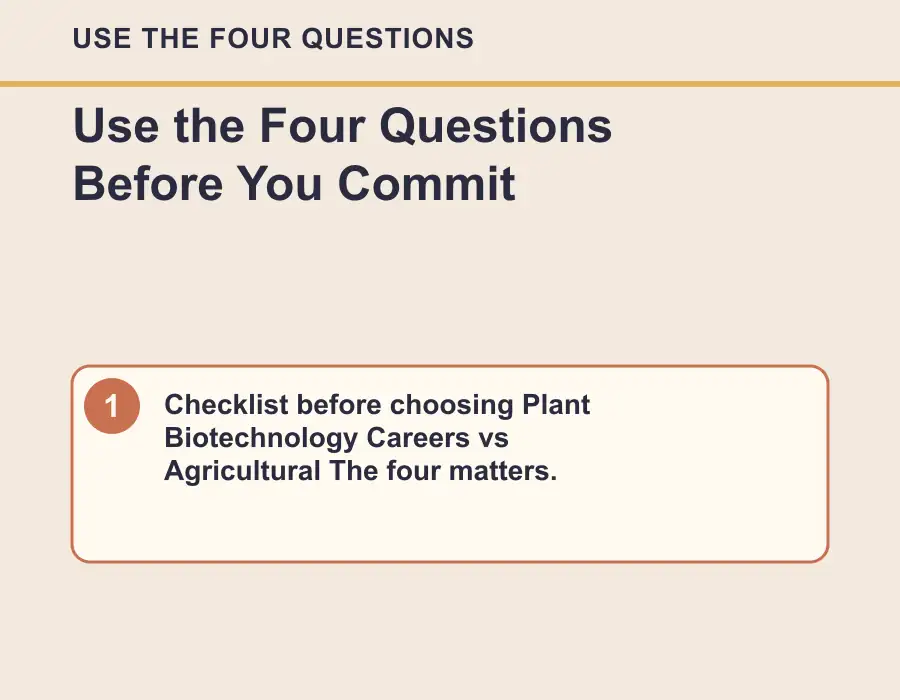 USE THE FOUR QUESTIONS
Use the Four Questions
Before You Commit
1
Checklist before choosing Plant
Biotechnology Careers vs
Agricultural The four matters.